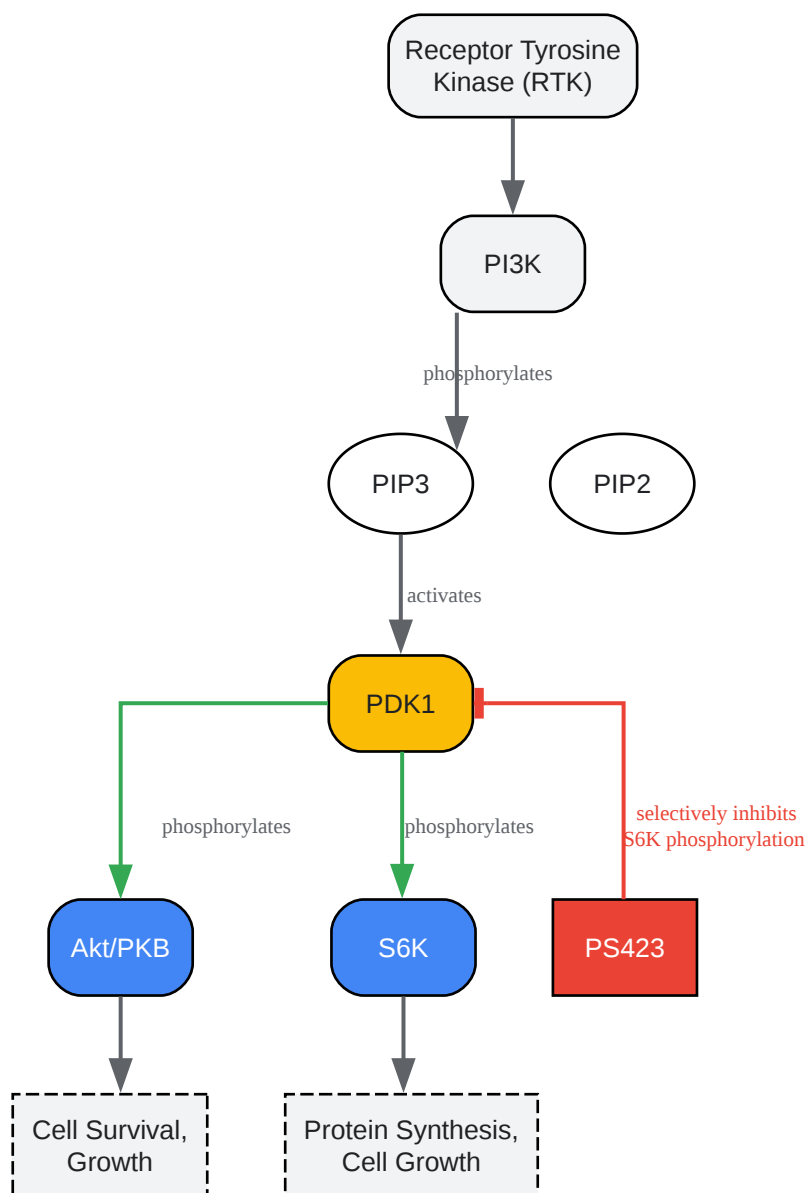 Receptor Tyrosine
Kinase (RTK)
PI3K
phosphorylates
PIP3
PIP2
activates
PDK1
phosphorylates
phosphorylates
selectively inhibits
S6K phosphorylation
Akt/PKB
S6K
PS423
Cell Survival,
Growth
Protein Synthesis,
Cell Growth